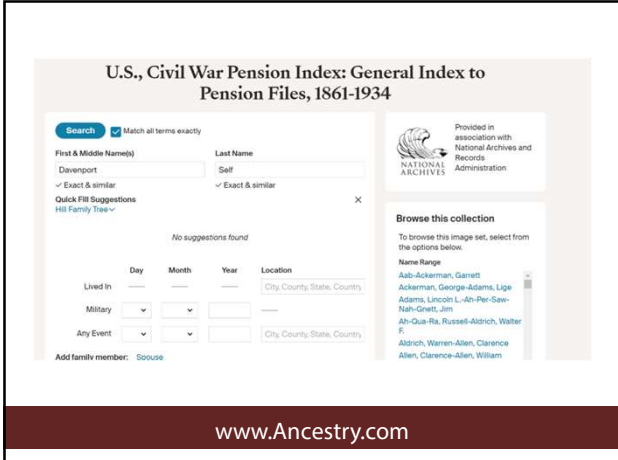 U.S., Civil War Pension Index: General Index to
Pension Files, 1861-1934
Search
Match all terms exactly
First & Middle Name(s)
Last Name
Davenport
Self
✓ Exact & similar
✓ Exact & similar
Quick Fill Suggestions
Hill Family Tree
No suggestions found
Day Month Year Location
Lived In
City, County, State, Country
Military
Any Event
City, County, State, Country
Add family member: Spouse
NATIONAL
ARCHIVES
Provided in
association with
National Archives and
Records
Administration
Browse this collection
To browse this image set, select from
the options below.
Name Range
Aab-Ackerman, Garrett
Ackerman, George-Adams, Lige
Adams, Lincoln L.-Ah-Per-Saw-
Nah-Gnett, Jim
Ah-Qua-Ra, Russell-Aldrich, Walter
F.
Aldrich, Warren-Allen, Clarence
Allen, Clarence-Allen, William
www.Ancestry.com